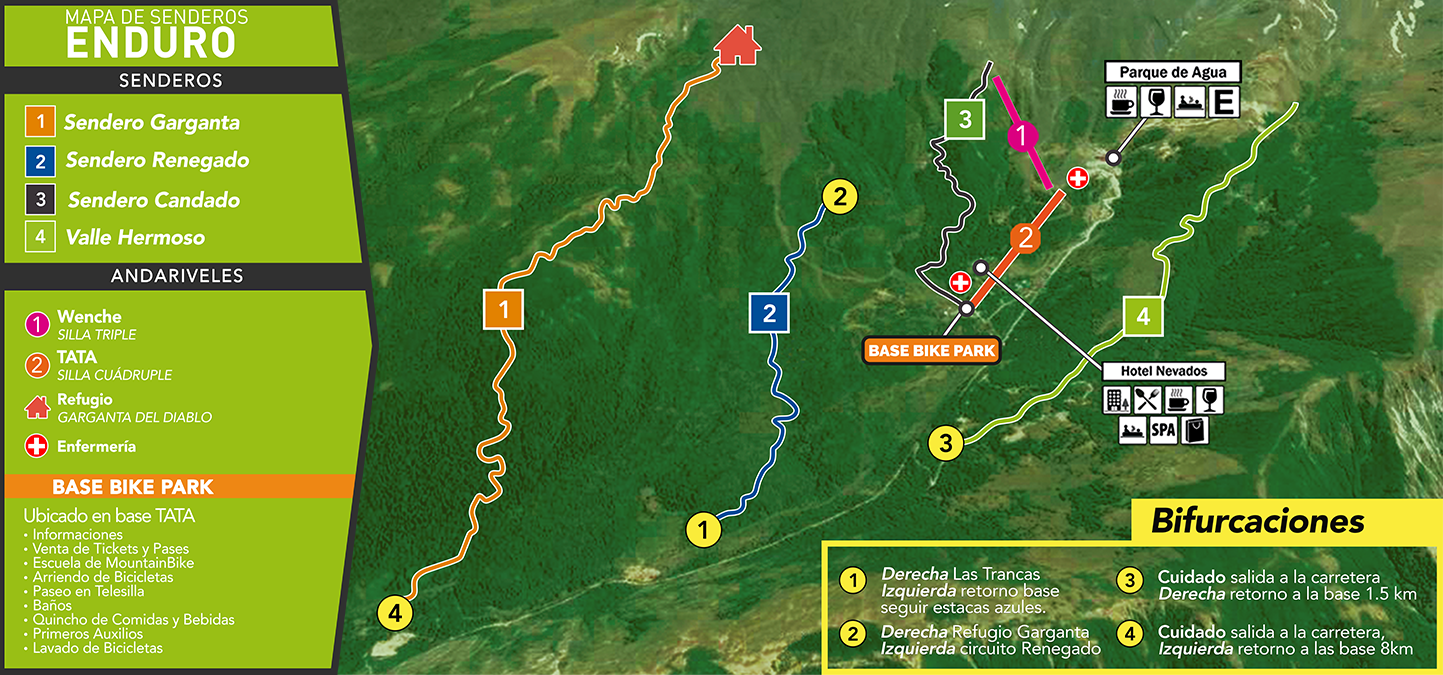 MAPA DE SENDEROS
ENDURO
SENDEROS
1 Sendero Garganta
2 Sendero Renegado
3 Sendero Candado
4 Valle Hermoso
ANDARIVELES
1 Wenche
SILLA TRIPLE
2 TATA
SILLA CUÁDRUPLE
Refugio
GARGANTA DEL DIABLO
Enfermería
BASE BIKE PARK
Ubicado en base TATA
• Informaciones
• Venta de Tickets y Pases
• Escuela de MountainBike
• Arriendo de Bicicletas
• Paseo en Telesilla
• Baños
• Quincho de Comidas y Bebidas
• Primeros Auxilios
• Lavado de Bicicletas
Parque de Agua
E
3
1
2
2
1
2
4
BASE BIKE PARK
Hotel Nevados
SPA
3
1
4
Bifurcaciones
1 Derecha Las Trancas
Izquierda retorno base
seguir estacas azules.
2 Derecha Refugio Garganta
Izquierda circuito Renegado
3 Cuidado salida a la carretera
Derecha retorno a la base 1.5 km
4 Cuidado salida a la carretera,
Izquierda retorno a las base 8km